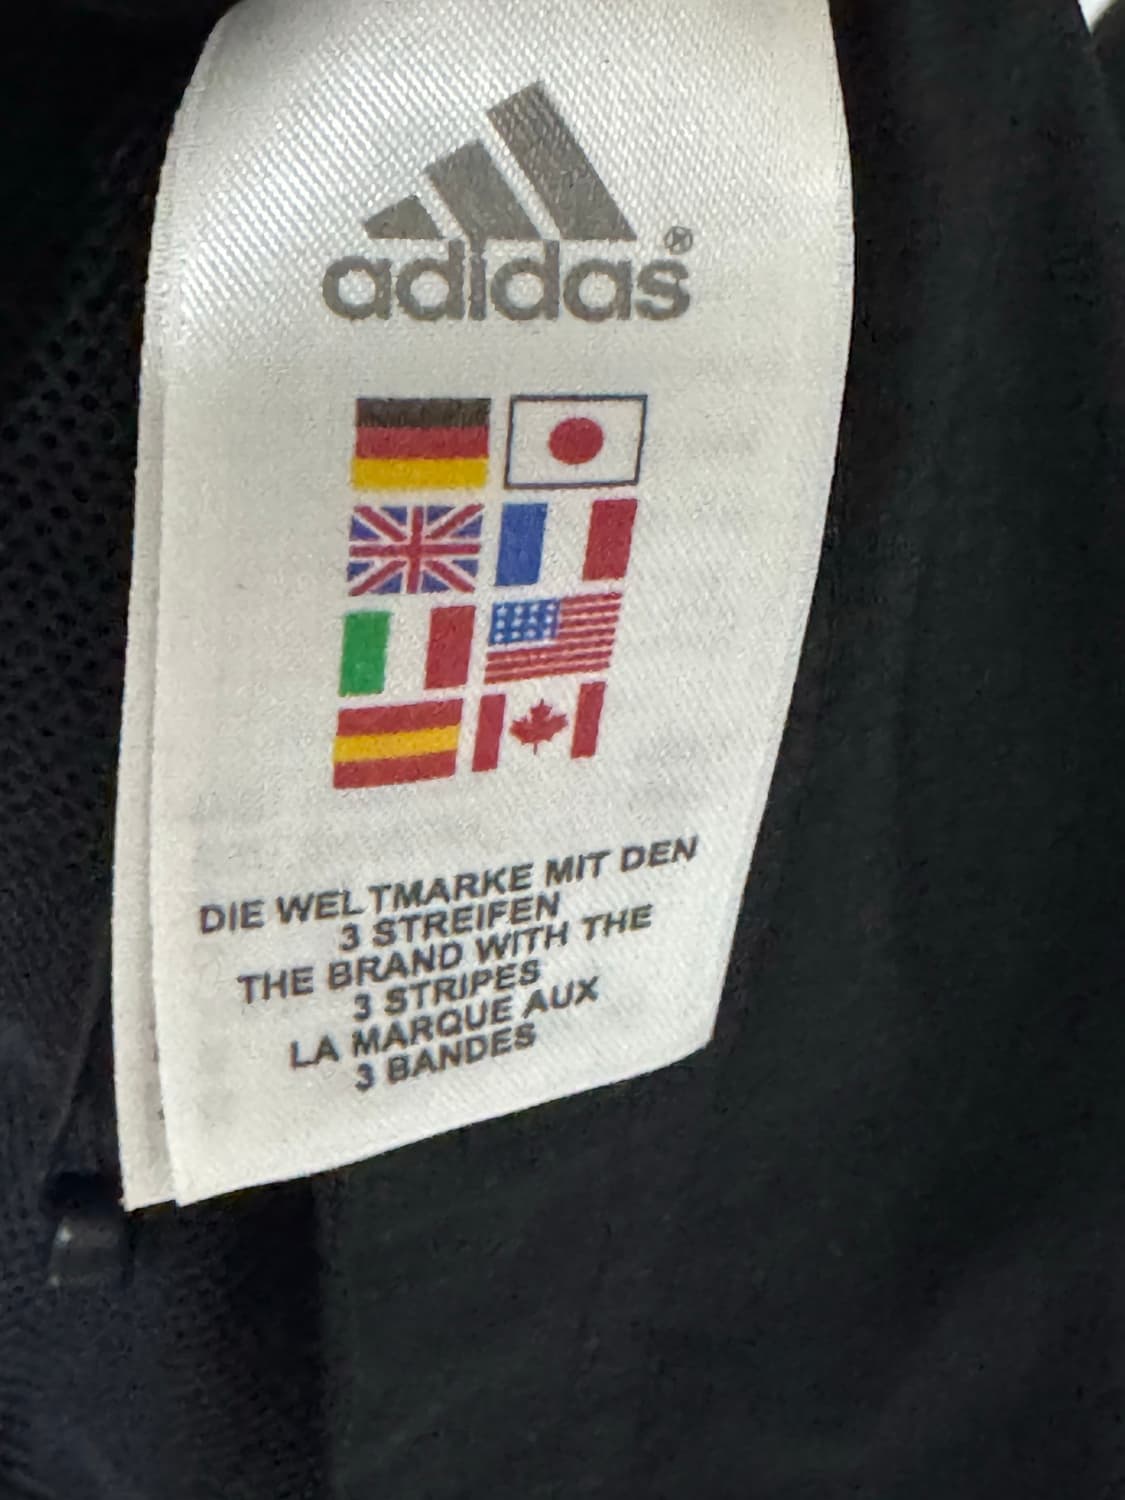 adidas®
DIE WELTMARKE MIT DEN
3 STREIFEN
THE BRAND WITH THE
3 STRIPES
LA MARQUE AUX
3 BANDES